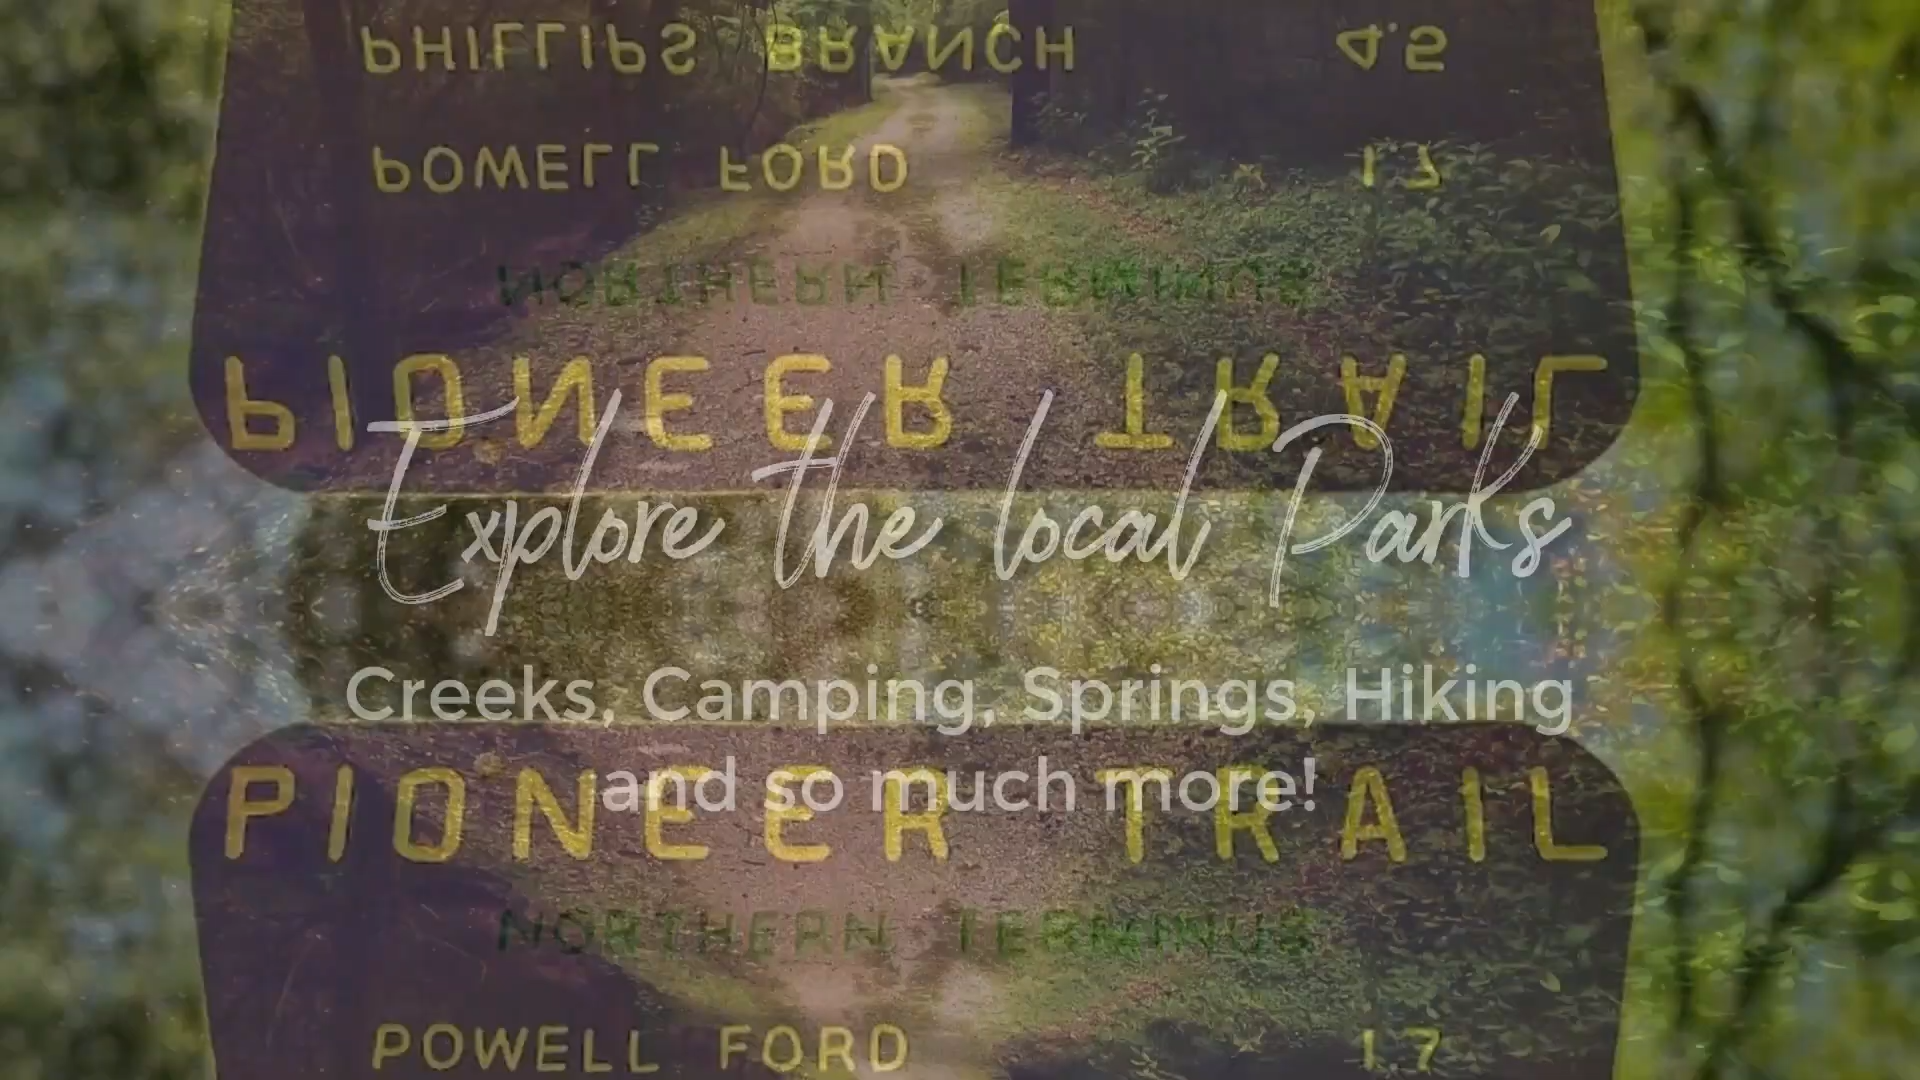 PHILLIPS BRANCH 4.5
POWELL FORD 1.7
NORTHERN TERMINUS
PIONEER TRAIL
Explore the local Parks
Creeks, Camping, Springs, Hiking
and so much more!
PIONEER TRAIL
NORTHERN TERMINUS
POWELL FORD 1.7